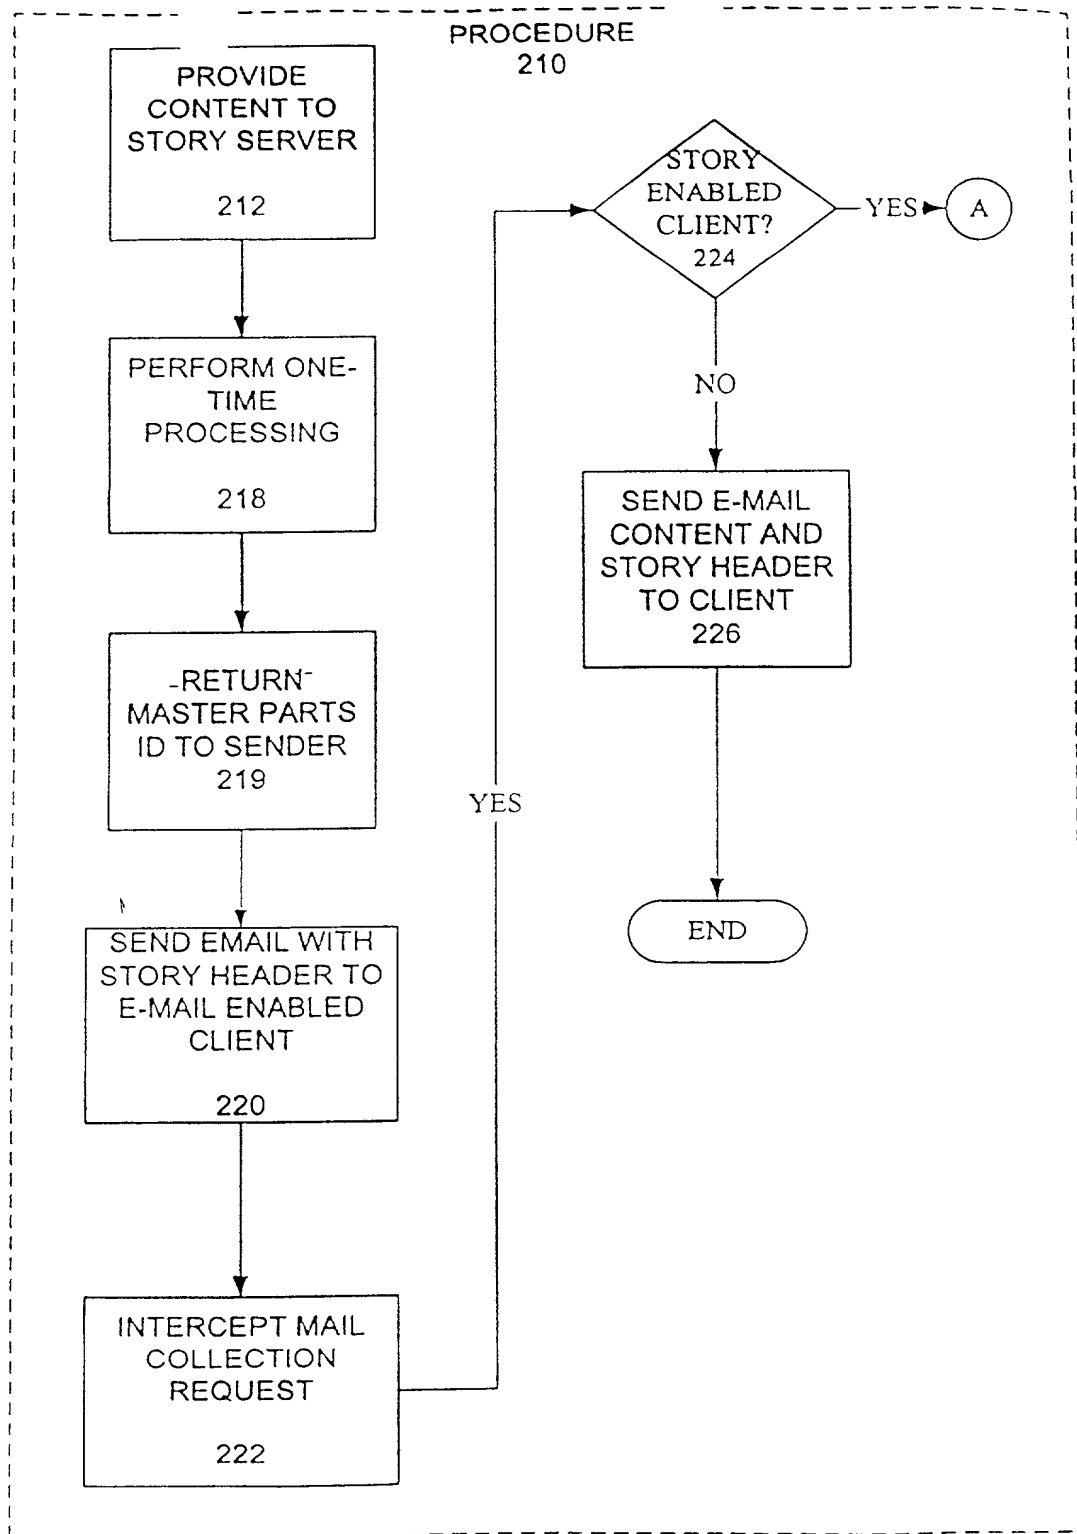 PROCEDURE
210
PROVIDE
CONTENT TO
STORY SERVER
212
PERFORM ONE-
TIME
PROCESSING
218
RETURN
MASTER PARTS
ID TO SENDER
219
SEND EMAIL WITH
STORY HEADER TO
E-MAIL ENABLED
CLIENT
220
INTERCEPT MAIL
COLLECTION
REQUEST
222
YES
STORY
ENABLED
CLIENT?
224
YES
A
NO
SEND E-MAIL
CONTENT AND
STORY HEADER
TO CLIENT
226
END